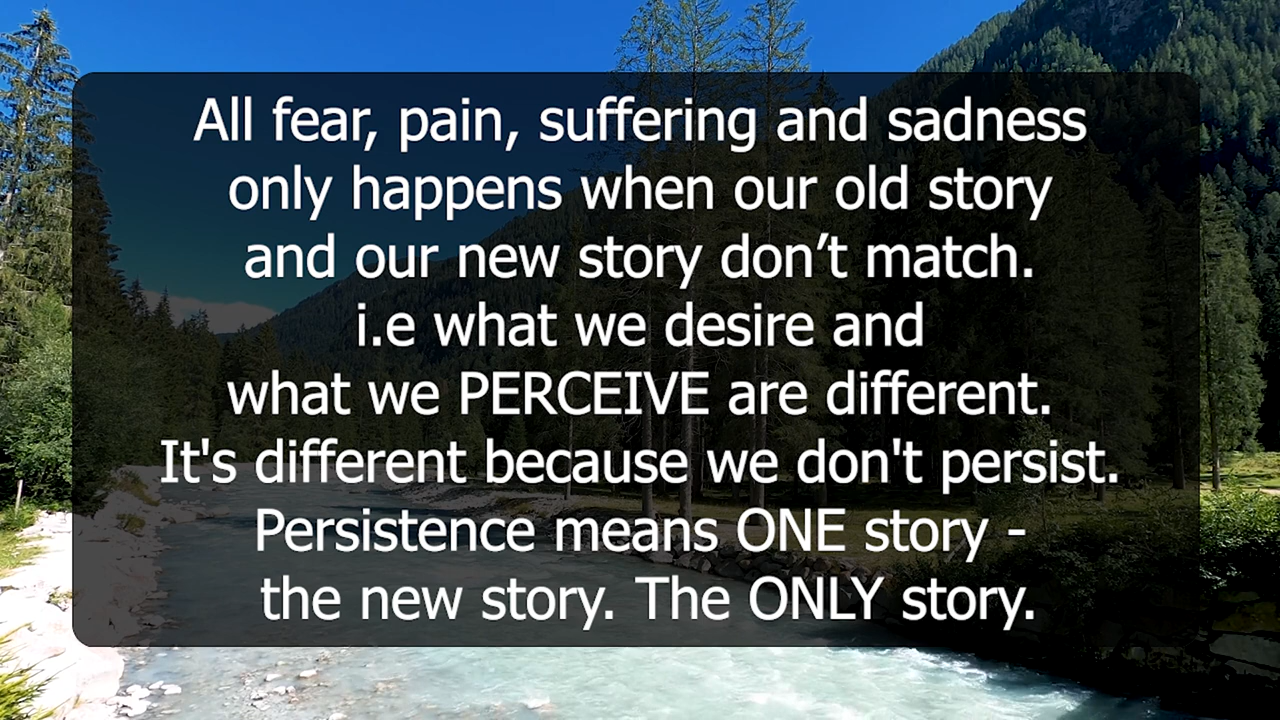 All fear, pain, suffering and sadness
only happens when our old story
and our new story don’t match.
i.e what we desire and
what we PERCEIVE are different.
It's different because we don't persist.
Persistence means ONE story -
the new story. The ONLY story.